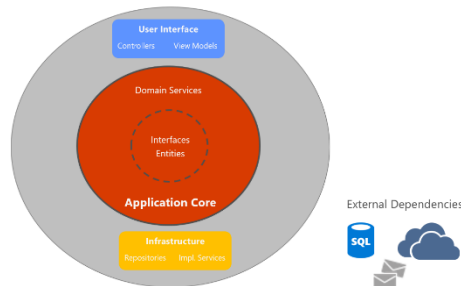 User Interface
Controllers View Models
Domain Services
Interfaces
Entities
Application Core
Infrastructure
Repositories Impl. Services
External Dependencies
SQL